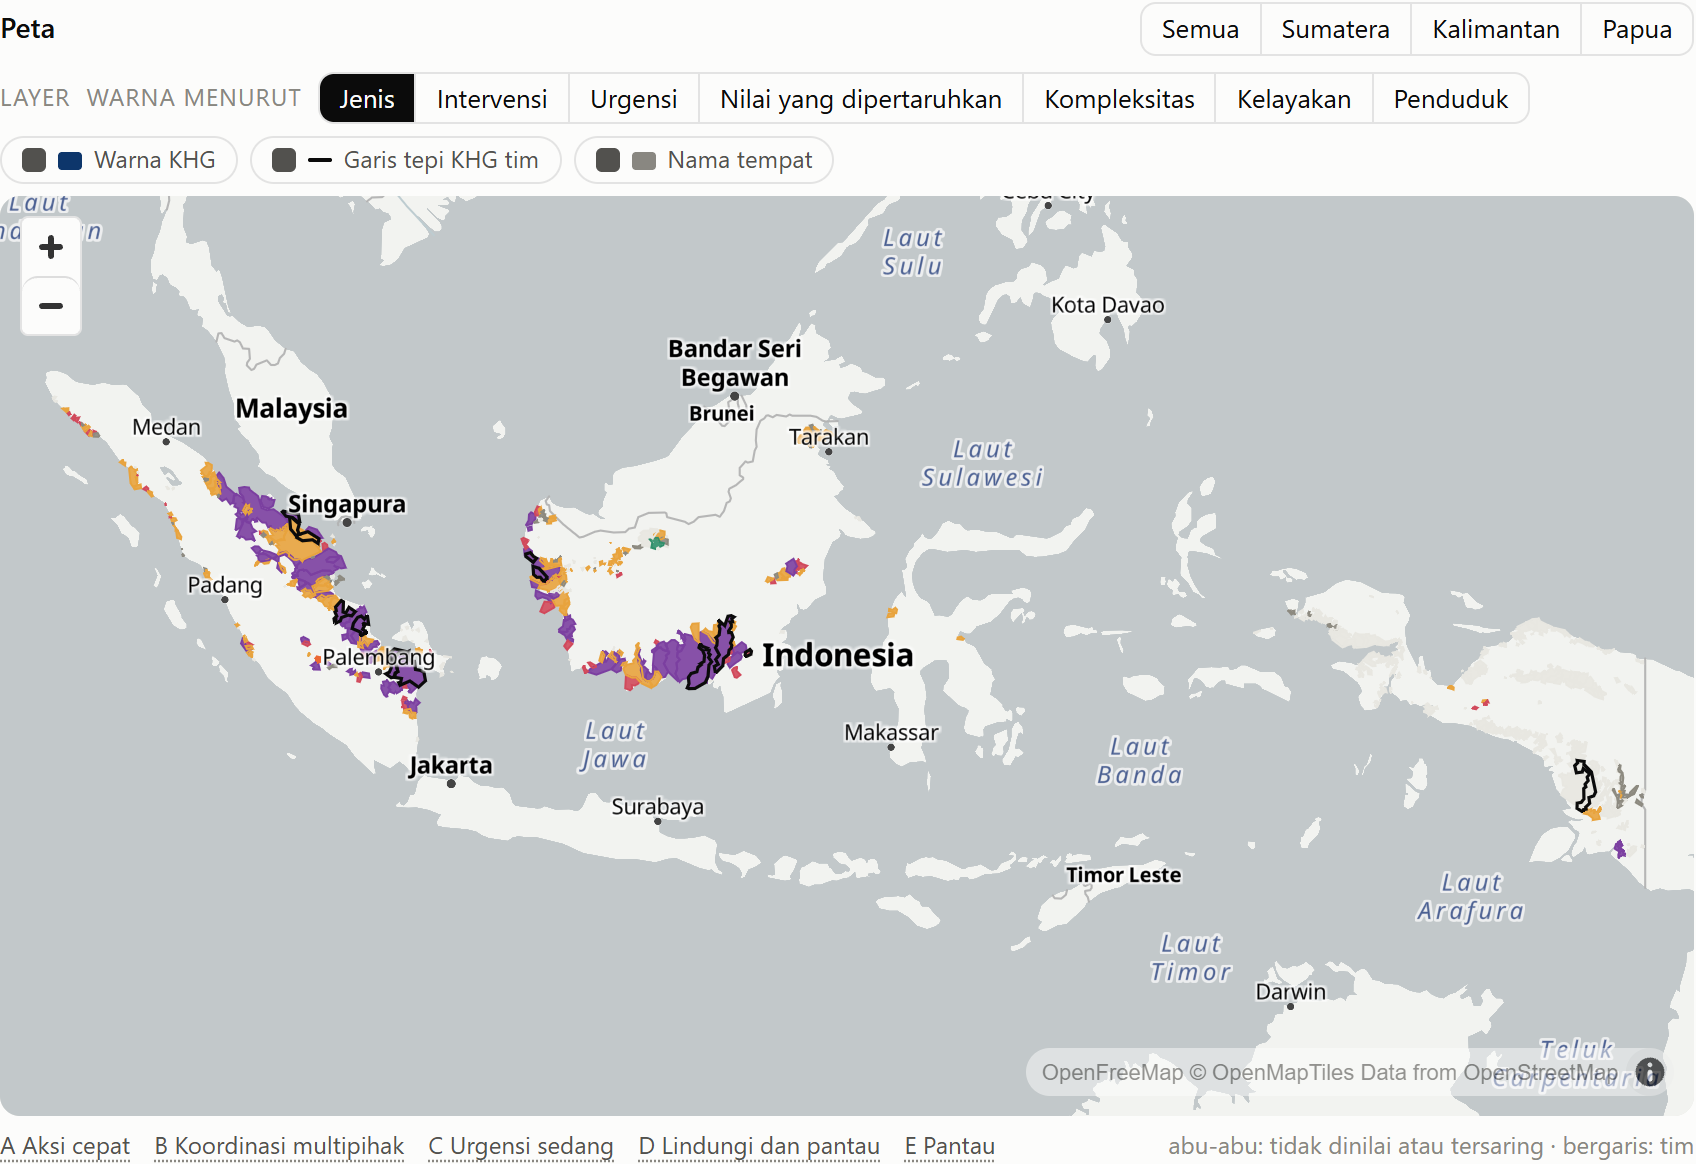 Peta
Semua
Sumatera
Kalimantan
Papua
LAYER
WARNA MENURUT
Jenis
Intervensi
Urgensi
Nilai yang dipertaruhkan
Kompleksitas
Kelayakan
Penduduk
Warna KHG
Garis tepi KHG tim
Nama tempat
Laut
+
−
Laut
Sulu
Kota Davao
Bandar Seri
Begawan
Brunei
Malaysia
Medan
Tarakan
Laut
Sulawesi
Singapura
Padang
Palembang
Indonesia
Laut
Jawa
Makassar
Laut
Banda
Jakarta
Surabaya
Timor Leste
Laut
Arafura
Laut
Timor
Darwin
Teluk
Carpentaria
OpenFreeMap © OpenMapTiles Data from OpenStreetMap
A Aksi cepat
B Koordinasi multipihak
C Urgensi sedang
D Lindungi dan pantau
E Pantau
abu-abu: tidak dinilai atau tersaring · bergaris: tim